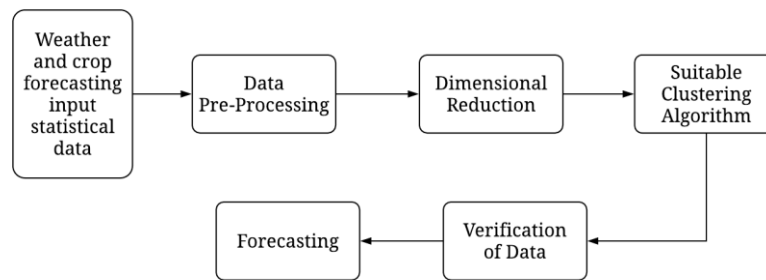 Weather
and crop
forecasting
input
statistical
data
Data
Pre-Processing
Dimensional
Reduction
Suitable
Clustering
Algorithm
Verification
of Data
Forecasting